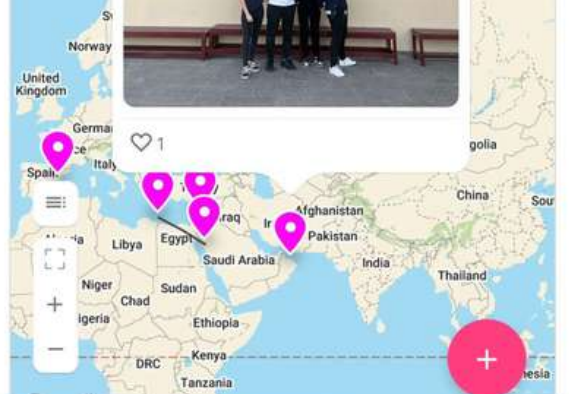 Norway
United
Kingdom
Germa
ce
Italy
Spain
1
golia
China
Sou
raq
Ir
Afghanistan
Pakistan
Libya
Egypt
Saudi Arabia
India
Thailand
Niger
Chad
Sudan
igeria
Ethiopia
DRC
Kenya
Tanzania
nesia